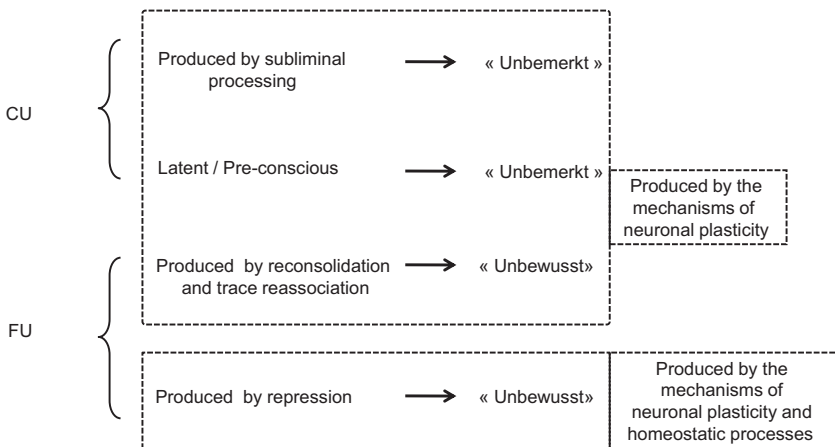 Produced by subliminal
processing
« Unbemerkt »
CU
Latent / Pre-conscious
« Unbemerkt »
Produced by the
mechanisms of
neuronal plasticity
Produced by reconsolidation
and trace reassociation
« Unbewusst»
FU
Produced by repression
« Unbewusst»
Produced by the
mechanisms of
neuronal plasticity and
homeostatic processes